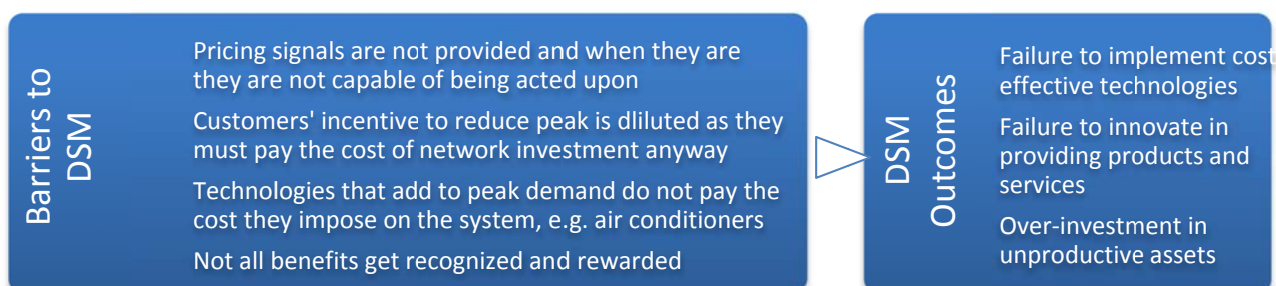 Barriers to
DSM
Pricing signals are not provided and when they are
they are not capable of being acted upon
Customers' incentive to reduce peak is dliluted as they
must pay the cost of network investment anyway
Technologies that add to peak demand do not pay the
cost they impose on the system, e.g. air conditioners
Not all benefits get recognized and rewarded
DSM
Outcomes
Failure to implement cost
effective technologies
Failure to innovate in
providing products and
services
Over-investment in
unproductive assets